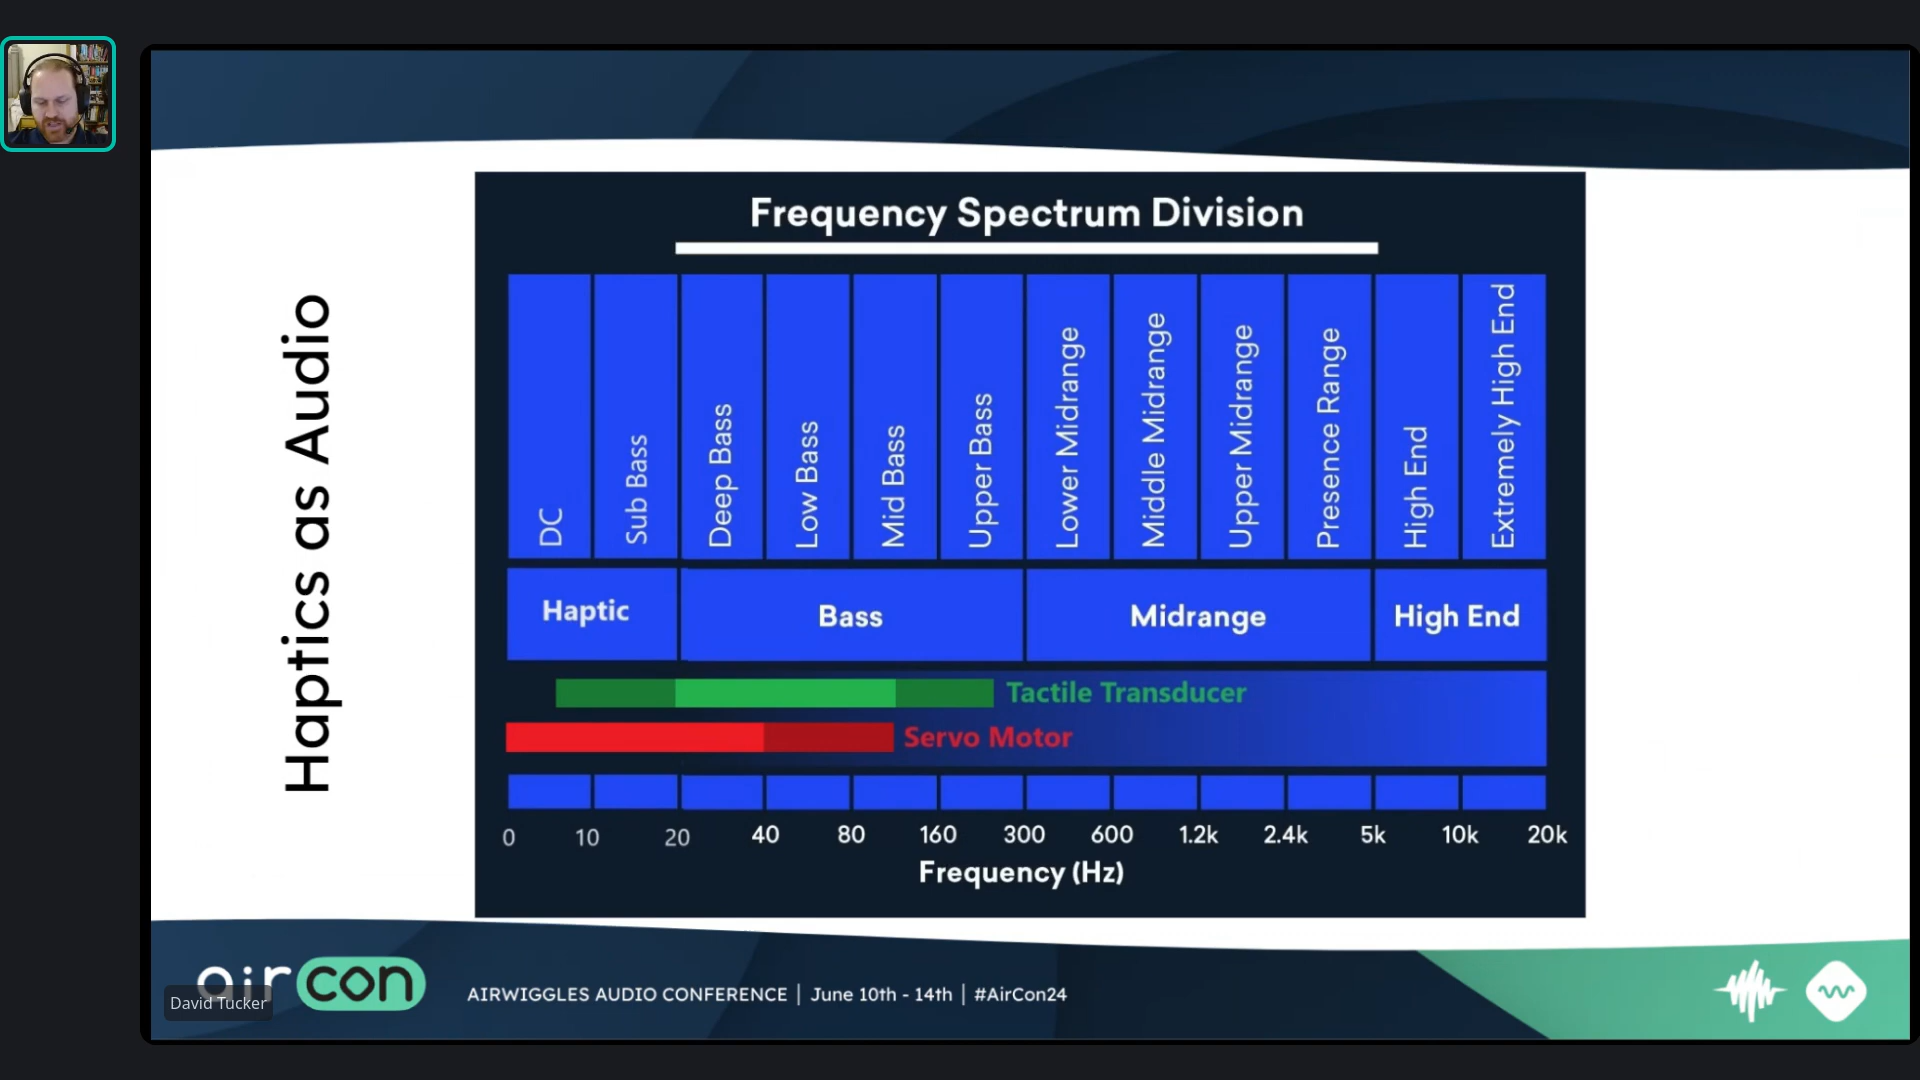 Haptics as Audio
Frequency Spectrum Division
DC
Sub Bass
Deep Bass
Low Bass
Mid Bass
Upper Bass
Lower Midrange
Middle Midrange
Upper Midrange
Presence Range
High End
Extremely High End
Haptic
Bass
Midrange
High End
Tactile Transducer
Servo Motor
0 10 20 40 80 160 300 600 1.2k 2.4k 5k 10k 20k
Frequency (Hz)
air con
David Tucker
AIRWIGGLES AUDIO CONFERENCE | June 10th - 14th | #AirCon24